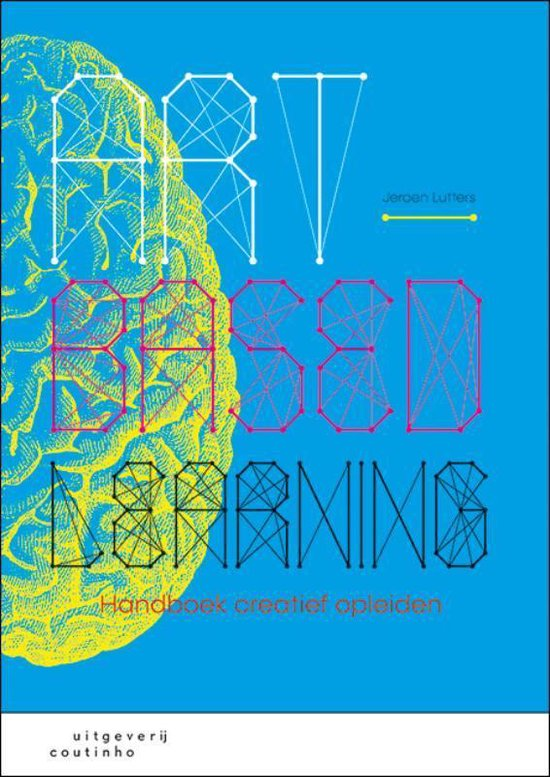 ART
Jeroen Lutters
BASED
LEARNING
Handboek creatief opleiden
uitgeverij
coutinho